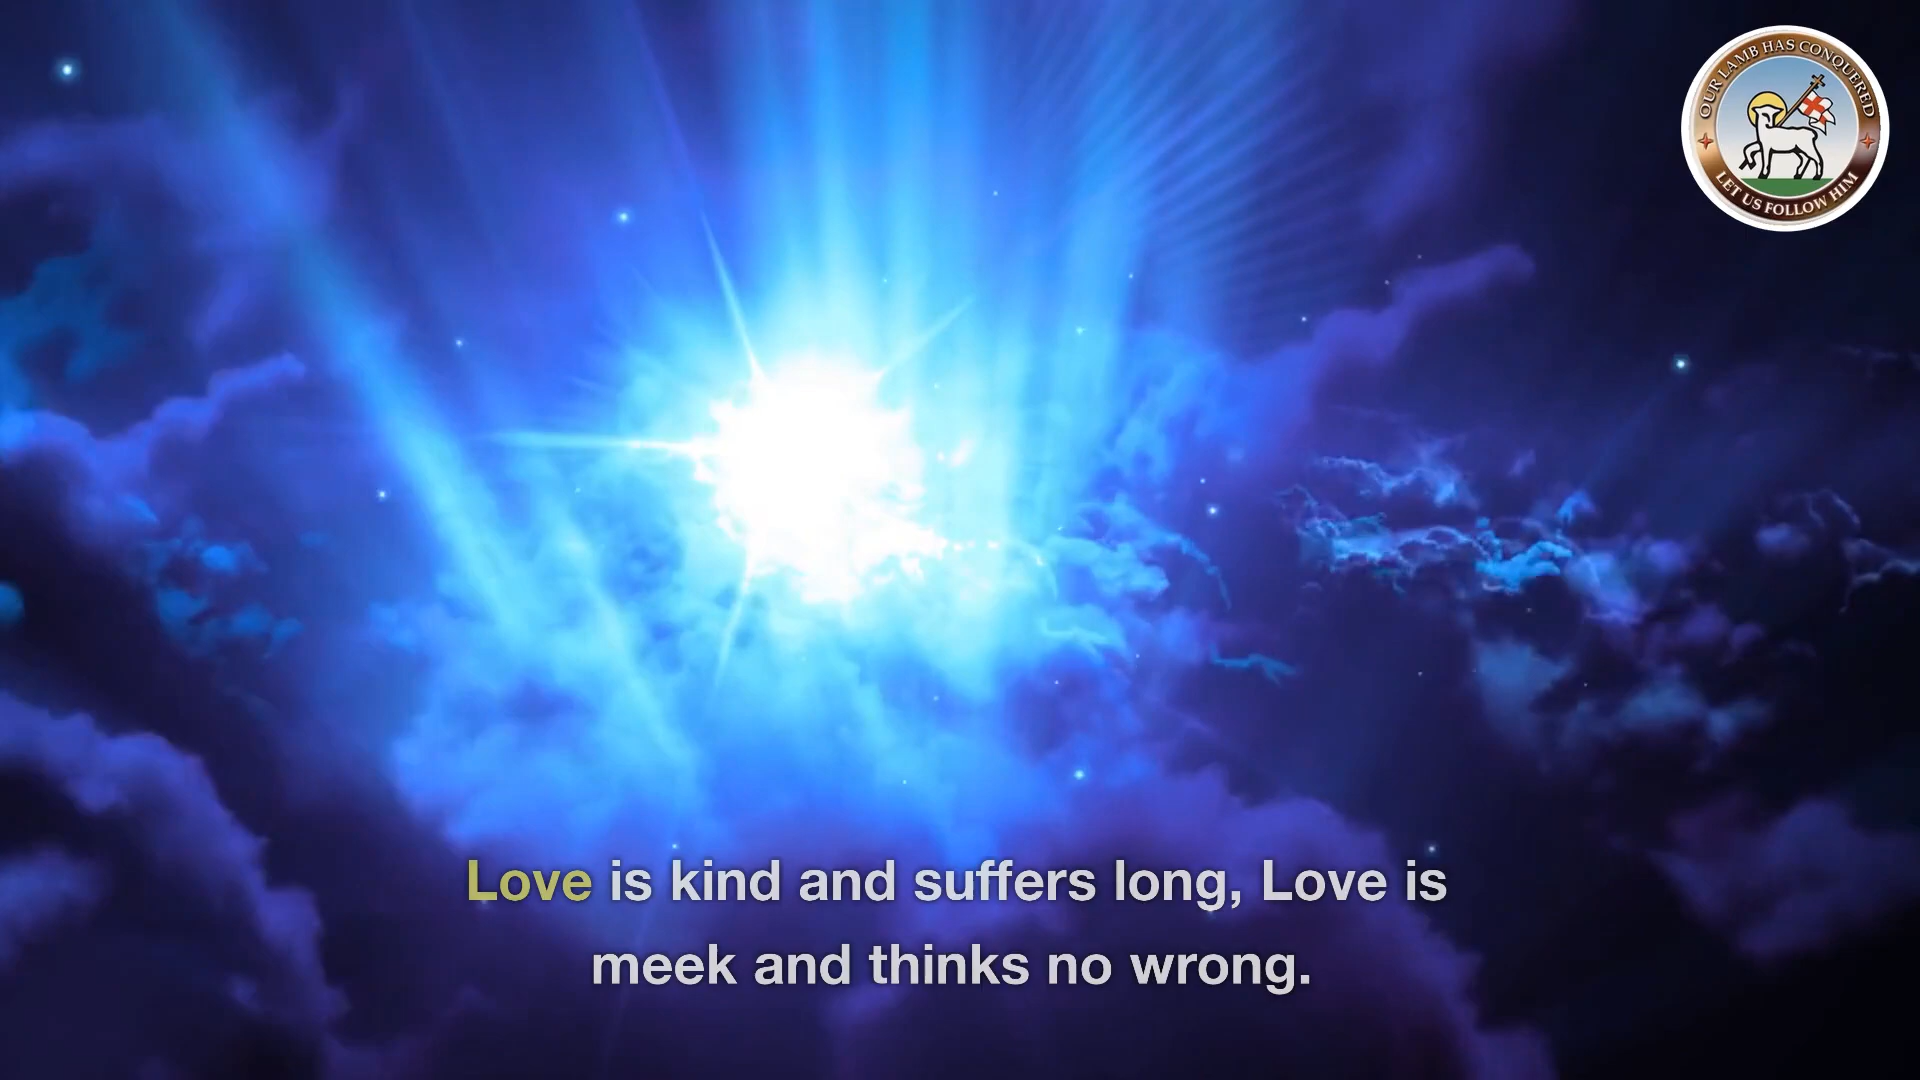 OUR LAMB HAS CONQUERED
LET US FOLLOW HIM
Love is kind and suffers long, Love is
meek and thinks no wrong.